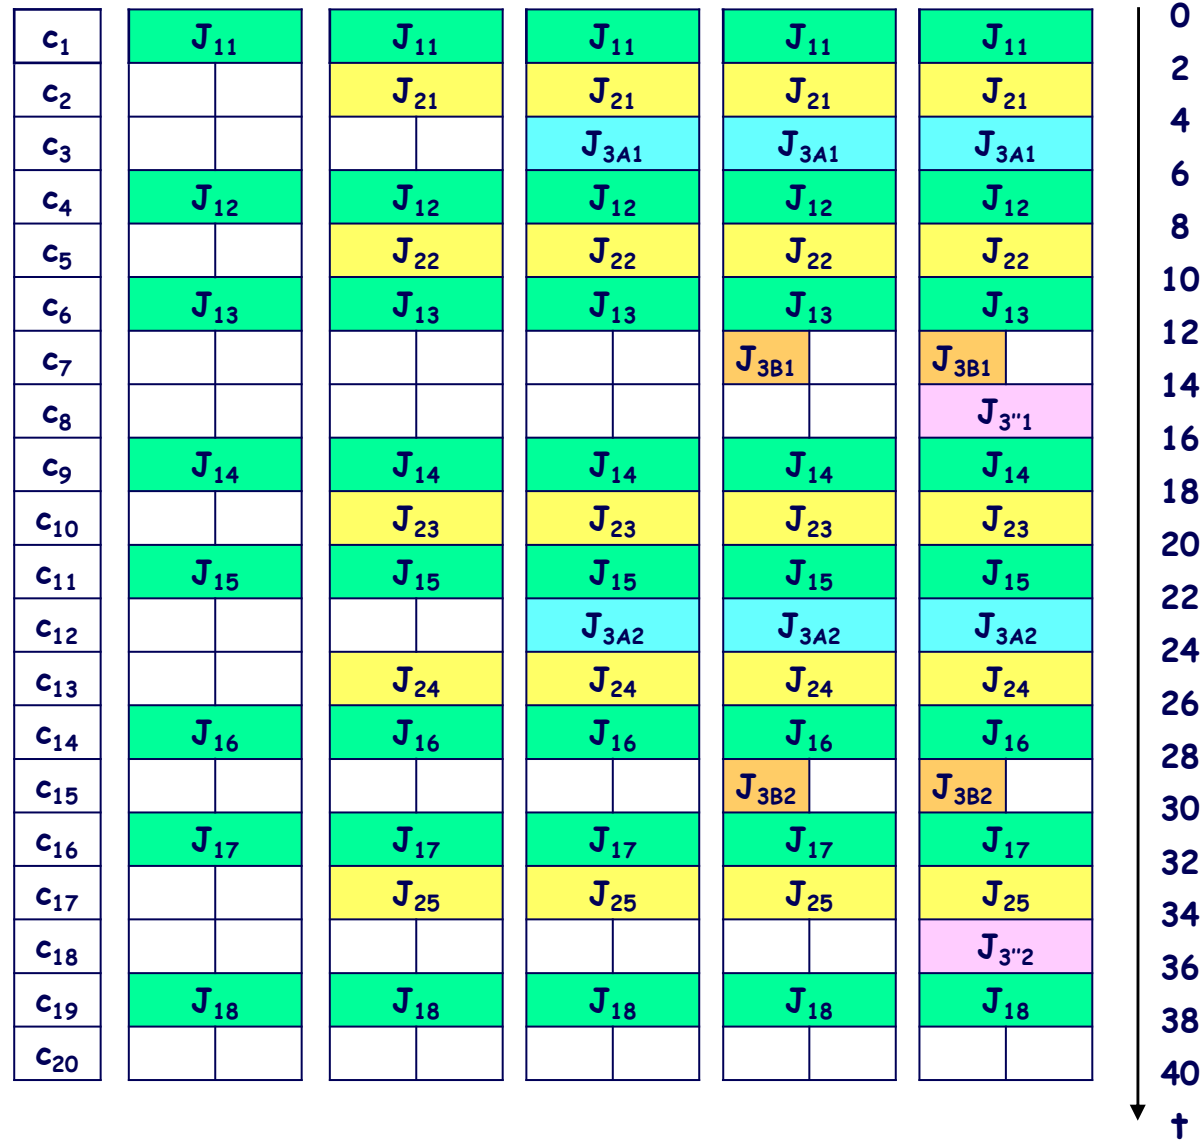 0
c₁ J₁₁ J₁₁ J₁₁ J₁₁ J₁₁
2
c₂ J₂₁ J₂₁ J₂₁ J₂₁
4
c₃ J₃A₁ J₃A₁ J₃A₁
6
c₄ J₁₂ J₁₂ J₁₂ J₁₂ J₁₂
8
c₅ J₂₂ J₂₂ J₂₂ J₂₂
10
c₆ J₁₃ J₁₃ J₁₃ J₁₃ J₁₃
12
c₇ J₃B₁ J₃B₁
14
c₈ J₃″₁
16
c₉ J₁₄ J₁₄ J₁₄ J₁₄ J₁₄
18
c₁₀ J₂₃ J₂₃ J₂₃ J₂₃
20
c₁₁ J₁₅ J₁₅ J₁₅ J₁₅ J₁₅
22
c₁₂ J₃A₂ J₃A₂ J₃A₂
24
c₁₃ J₂₄ J₂₄ J₂₄ J₂₄
26
c₁₄ J₁₆ J₁₆ J₁₆ J₁₆ J₁₆
28
c₁₅ J₃B₂ J₃B₂
30
c₁₆ J₁₇ J₁₇ J₁₇ J₁₇ J₁₇
32
c₁₇ J₂₅ J₂₅ J₂₅ J₂₅
34
c₁₈ J₃″₂
36
c₁₉ J₁₈ J₁₈ J₁₈ J₁₈ J₁₈
38
c₂₀
40
t